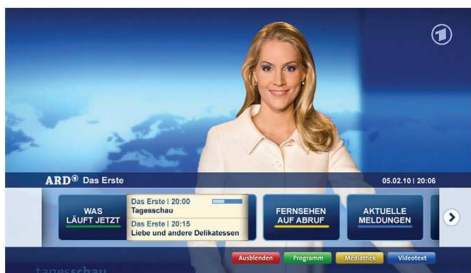 ARD Das Erste
05.02.10 | 20:06
WAS
LÄUFT JETZT
Das Erste | 20:00
Tagesschau
Das Erste | 20:15
Liebe und andere Delikatessen
FERNSEHEN
AUF ABRUF
AKTUELLE
MELDUNGEN
Ausblenden
Programm
Mediathek
Videotext
tagesschau